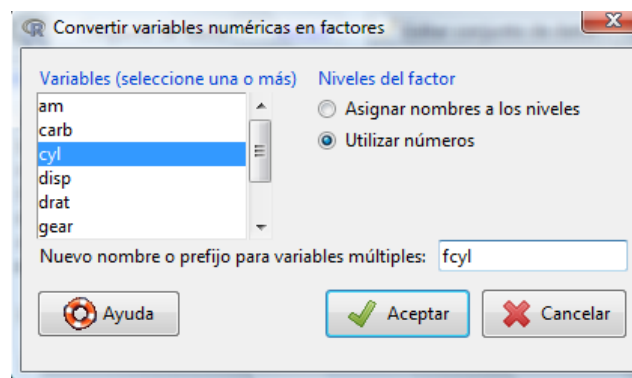 Convertir variables numéricas en factores
Variables (seleccione una o más)
Niveles del factor
am
carb
cyl
disp
drat
gear
Asignar nombres a los niveles
Utilizar números
Nuevo nombre o prefijo para variables múltiples: fcyl
Ayuda
Aceptar
Cancelar